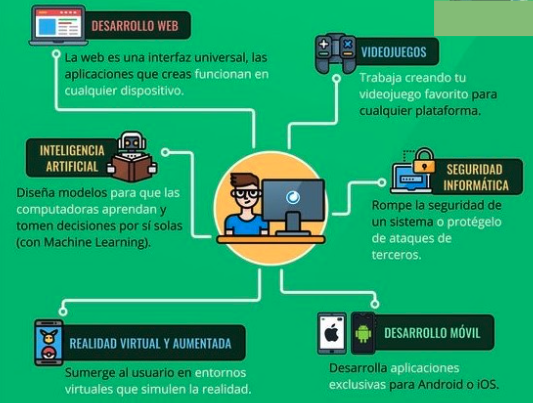 DESARROLLO WEB
La web es una interfaz universal, las
aplicaciones que creas funcionan en
cualquier dispositivo.
VIDEOJUEGOS
Trabaja creando tu
videojuego favorito para
cualquier plataforma.
INTELIGENCIA
ARTIFICIAL
Diseña modelos para que las
computadoras aprendan y
tomen decisiones por sí solas
(con Machine Learning).
SEGURIDAD
INFORMÁTICA
Rompe la seguridad de
un sistema o protégelo
de ataques de
terceros.
REALIDAD VIRTUAL Y AUMENTADA
Sumerge al usuario en entornos
virtuales que simulen la realidad.
DESARROLLO MÓVIL
Desarrolla aplicaciones
exclusivas para Android o iOS.